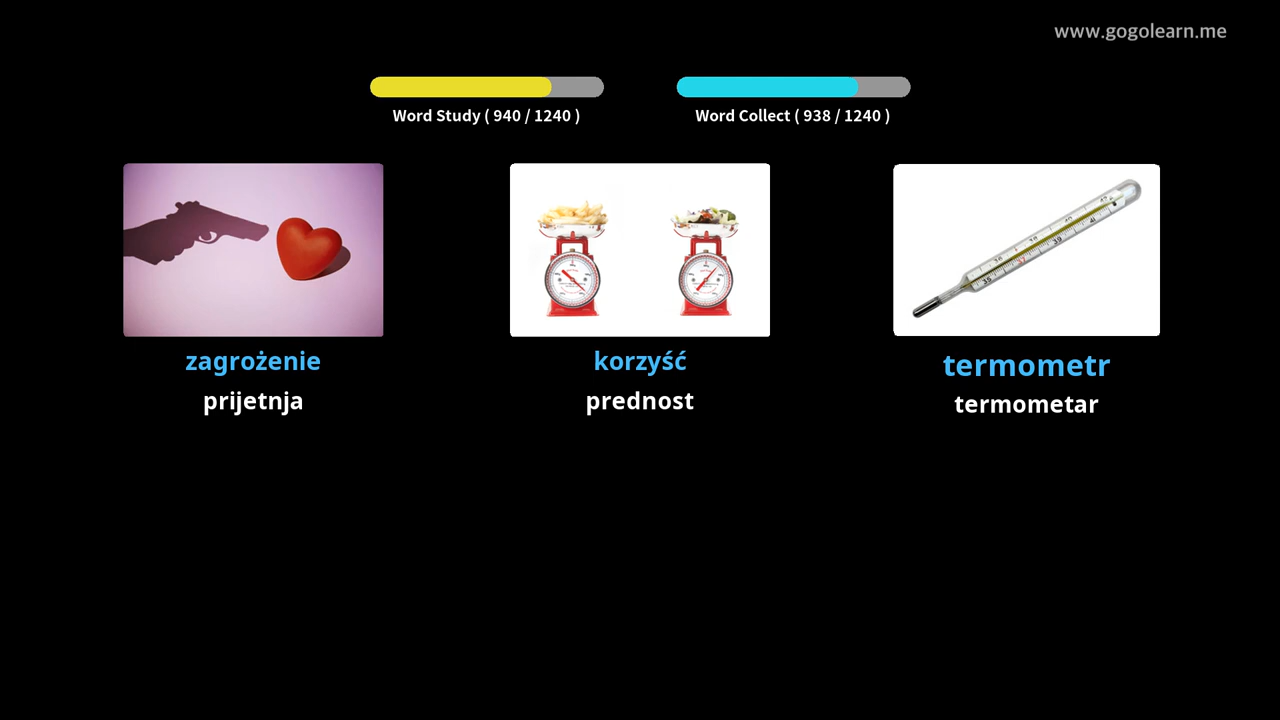 www.gogolearn.me
Word Study ( 940 / 1240 )
Word Collect ( 938 / 1240 )
zagrożenie
prijetnja
korzyść
prednost
termometr
termometar